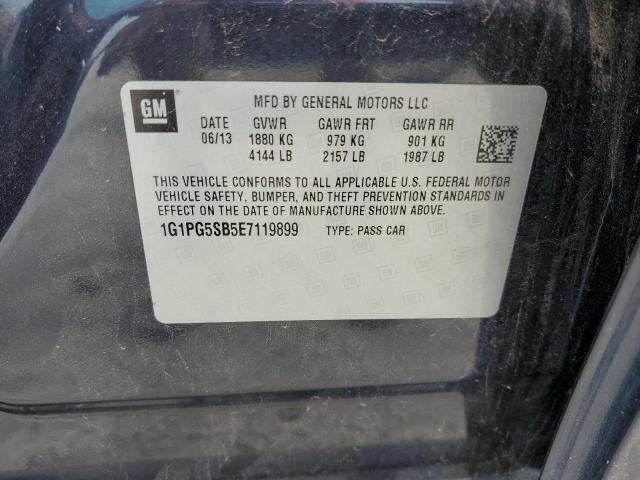 GM
MFD BY GENERAL MOTORS LLC
DATE GVWR GAWR FRT GAWR RR
06/13 1880 KG 979 KG 901 KG
4144 LB 2157 LB 1987 LB
THIS VEHICLE CONFORMS TO ALL APPLICABLE U.S. FEDERAL MOTOR
VEHICLE SAFETY, BUMPER, AND THEFT PREVENTION STANDARDS IN
EFFECT ON THE DATE OF MANUFACTURE SHOWN ABOVE.
1G1PG5SB5E7119899 TYPE: PASS CAR